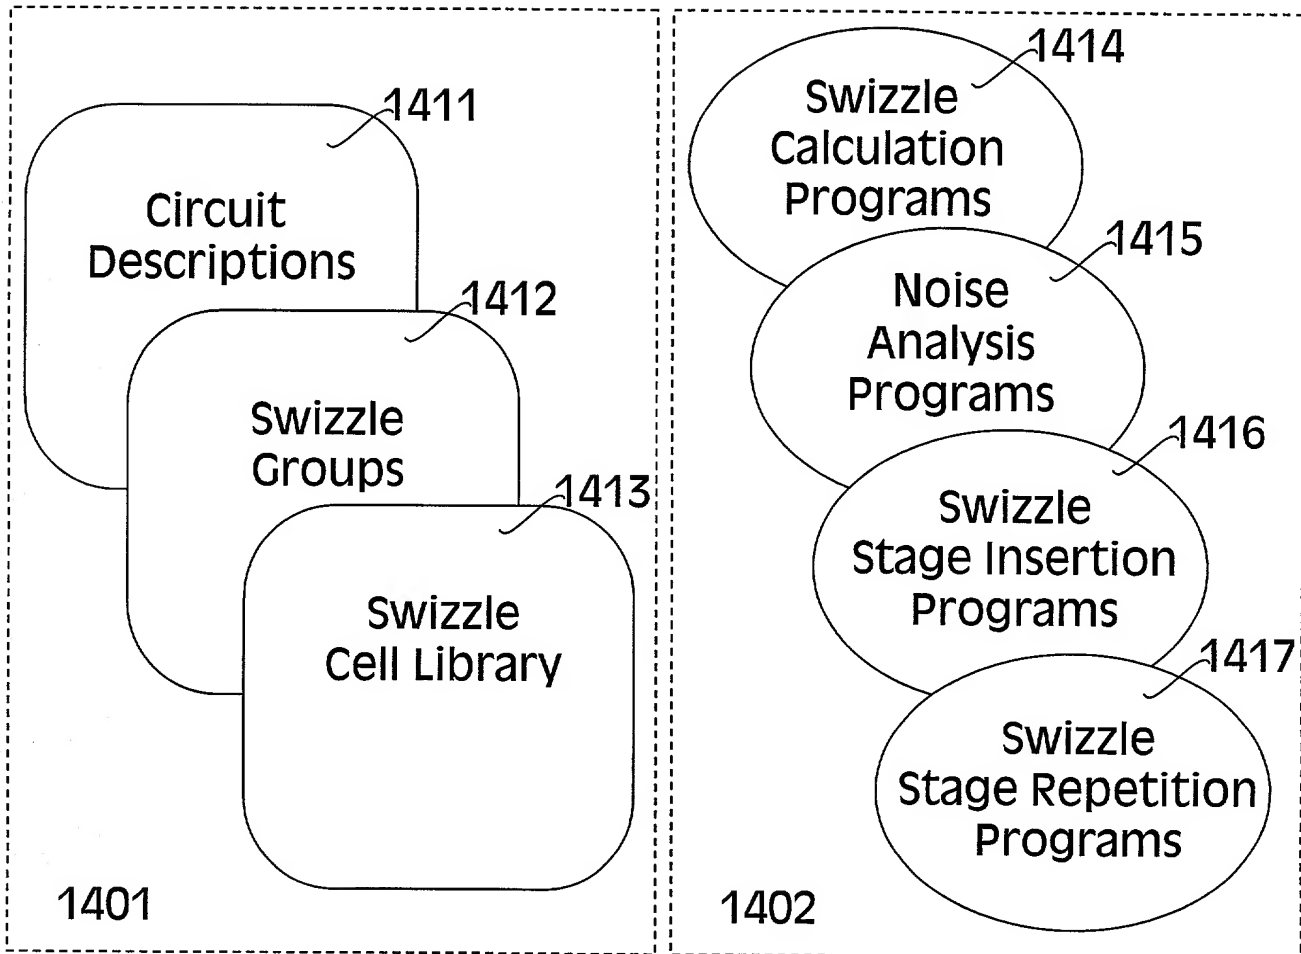 1411
Circuit
Descriptions
1412
Swizzle
Groups
1413
Swizzle
Cell Library
1401
1414
Swizzle
Calculation
Programs
1415
Noise
Analysis
Programs
1416
Swizzle
Stage Insertion
Programs
1417
Swizzle
Stage Repetition
Programs
1402